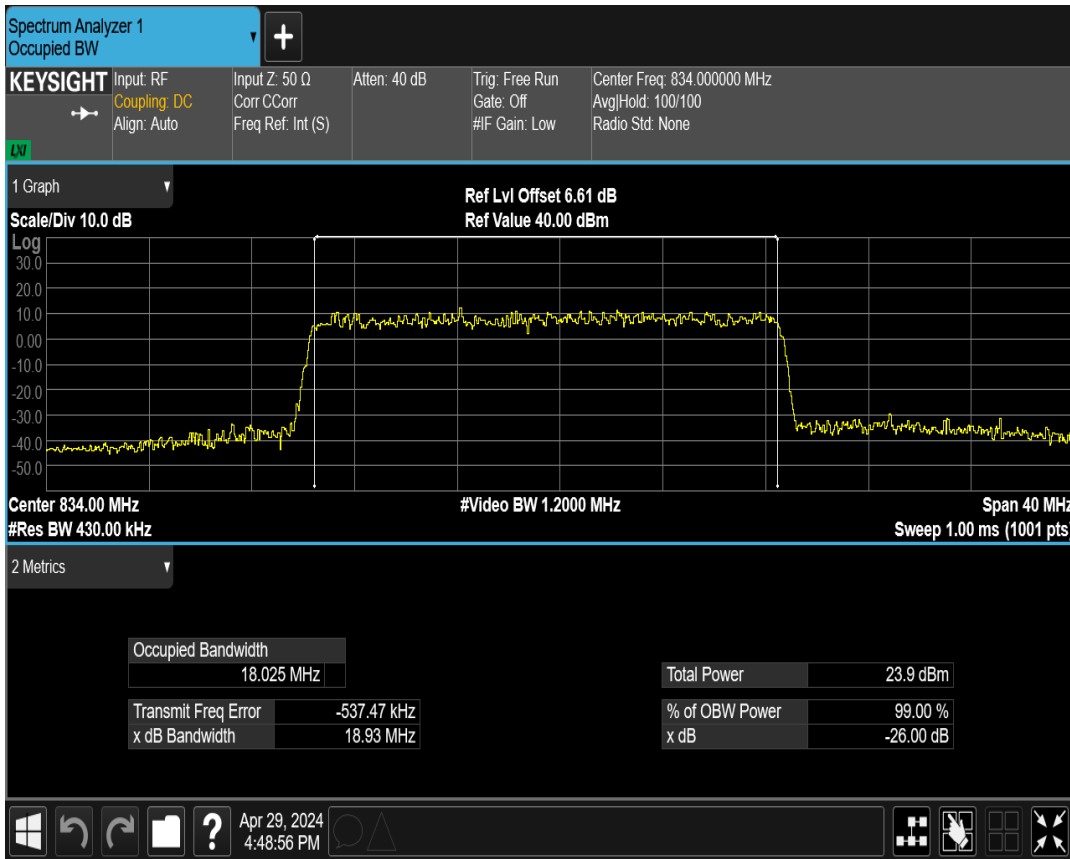 Spectrum Analyzer 1
Occupied BW
+
KEYSIGHT
LXI
Input: RF
Coupling: DC
Align: Auto
Input Z: 50 Ω
Corr CCorr
Freq Ref: Int (S)
Atten: 40 dB
Trig: Free Run
Gate: Off
#IF Gain: Low
Center Freq: 834.000000 MHz
Avg|Hold: 100/100
Radio Std: None
1 Graph
Scale/Div 10.0 dB
Ref Lvl Offset 6.61 dB
Ref Value 40.00 dBm
Log
30.0
20.0
10.0
0.00
-10.0
-20.0
-30.0
-40.0
-50.0
Center 834.00 MHz
#Res BW 430.00 kHz
#Video BW 1.2000 MHz
Span 40 MHz
Sweep 1.00 ms (1001 pts)
2 Metrics
Occupied Bandwidth
18.025 MHz
Transmit Freq Error -537.47 kHz
x dB Bandwidth 18.93 MHz
Total Power 23.9 dBm
% of OBW Power 99.00 %
x dB -26.00 dB
?
Apr 29, 2024
4:48:56 PM